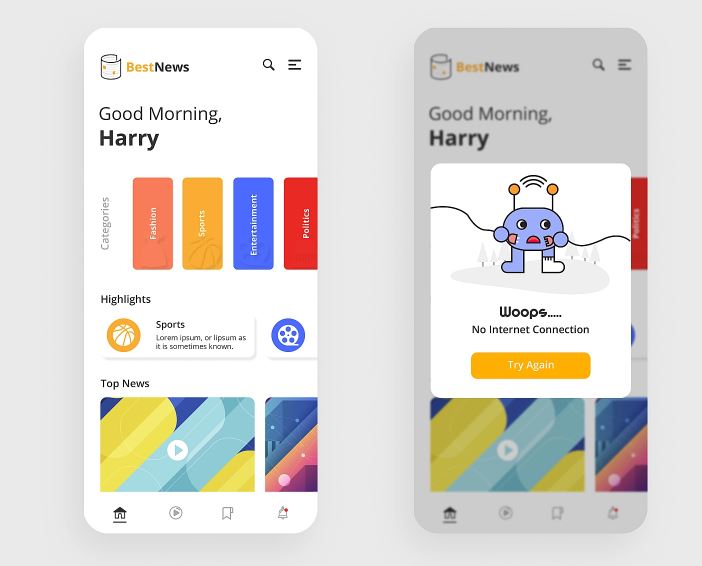 BestNews
Good Morning,
Harry
Categories
Fashion
Sports
Entertainment
Politics
Highlights
Sports
Lorem ipsum, or lipsum as
it is sometimes known.
Top News
BestNews
Good Morning,
Harry
Politics
Woops.....
No Internet Connection
Try Again